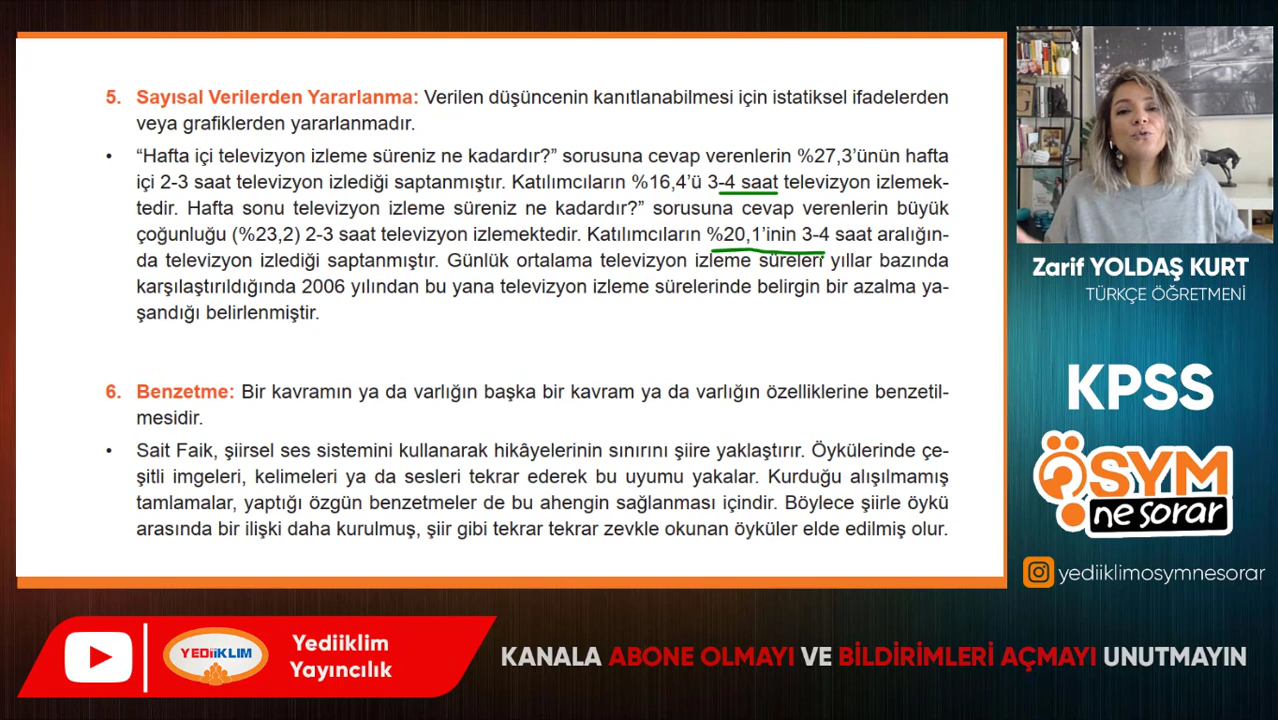 5. Sayısal Verilerden Yararlanma: Verilen düşüncenin kanıtlanabilmesi için istatiksel ifadelerden
veya grafiklerden yararlanmadır.
• “Hafta içi televizyon izleme süreniz ne kadardır?” sorusuna cevap verenlerin %27,3’ünün hafta
içi 2-3 saat televizyon izlediği saptanmıştır. Katılımcıların %16,4’ü 3-4 saat televizyon izlemek-
tedir. Hafta sonu televizyon izleme süreniz ne kadardır?” sorusuna cevap verenlerin büyük
çoğunluğu (%23,2) 2-3 saat televizyon izlemektedir. Katılımcıların %20,1’inin 3-4 saat aralığın-
da televizyon izlediği saptanmıştır. Günlük ortalama televizyon izleme süreleri yıllar bazında
karşılaştırıldığında 2006 yılından bu yana televizyon izleme sürelerinde belirgin bir azalma ya-
şandığı belirlenmiştir.
6. Benzetme: Bir kavramın ya da varlığın başka bir kavram ya da varlığın özelliklerine benzetil-
mesidir.
• Sait Faik, şiirsel ses sistemini kullanarak hikâyelerinin sınırını şiire yaklaştırır. Öykülerinde çe-
şitli imgeleri, kelimeleri ya da sesleri tekrar ederek bu uyumu yakalar. Kurduğu alışılmamış
tamlamalar, yaptığı özgün benzetmeler de bu ahengin sağlanması içindir. Böylece şiirle öykü
arasında bir ilişki daha kurulmuş, şiir gibi tekrar tekrar zevkle okunan öyküler elde edilmiş olur.
Zarif YOLDAŞ KURT
TÜRKÇE ÖĞRETMENİ
KPSS
ÖSYM
ne sorar
yediiklimosymnesorar
YEDİİKLİM
Yediiklim
Yayıncılık
KANALA ABONE OLMAYI VE BİLDİRİMLERİ AÇMAYI UNUTMAYIN